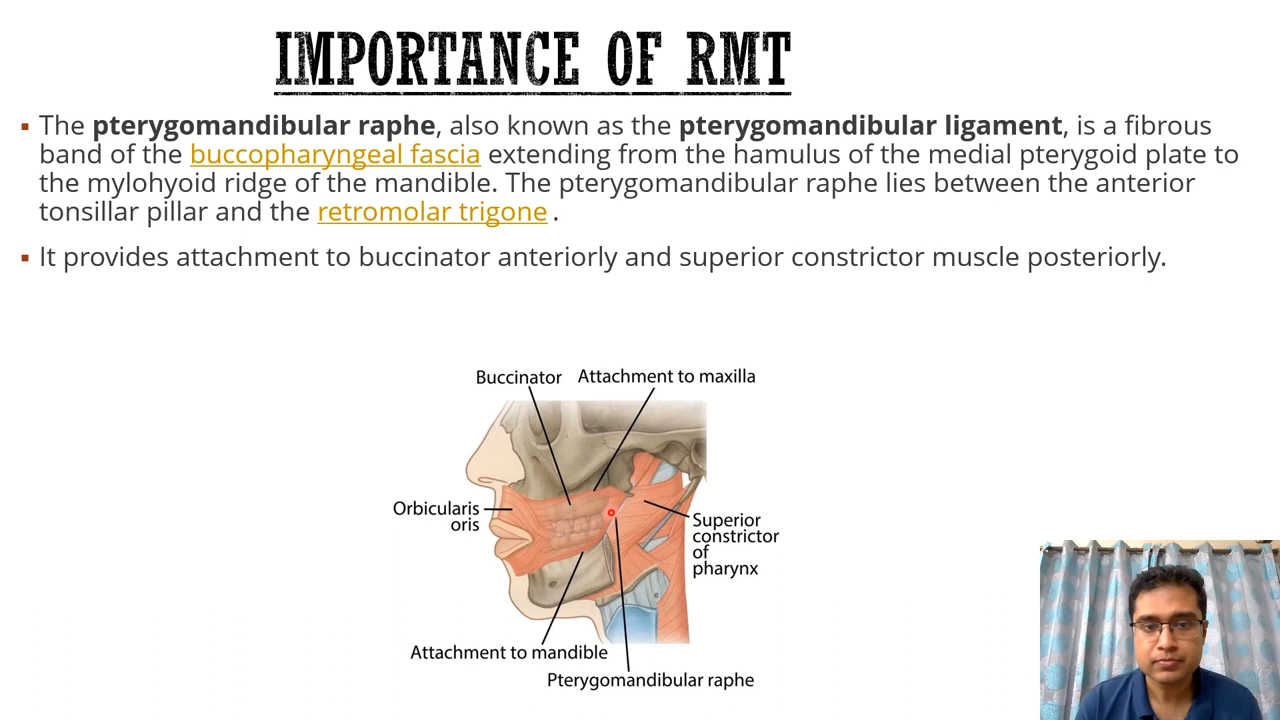 IMPORTANCE OF RMT
The pterygomandibular raphe, also known as the pterygomandibular ligament, is a fibrous
band of the buccopharyngeal fascia extending from the hamulus of the medial pterygoid plate to
the mylohyoid ridge of the mandible. The pterygomandibular raphe lies between the anterior
tonsillar pillar and the retromolar trigone .
It provides attachment to buccinator anteriorly and superior constrictor muscle posteriorly.
Buccinator
Attachment to maxilla
Orbicularis
oris
Superior
constrictor
of
pharynx
Attachment to mandible
Pterygomandibular raphe